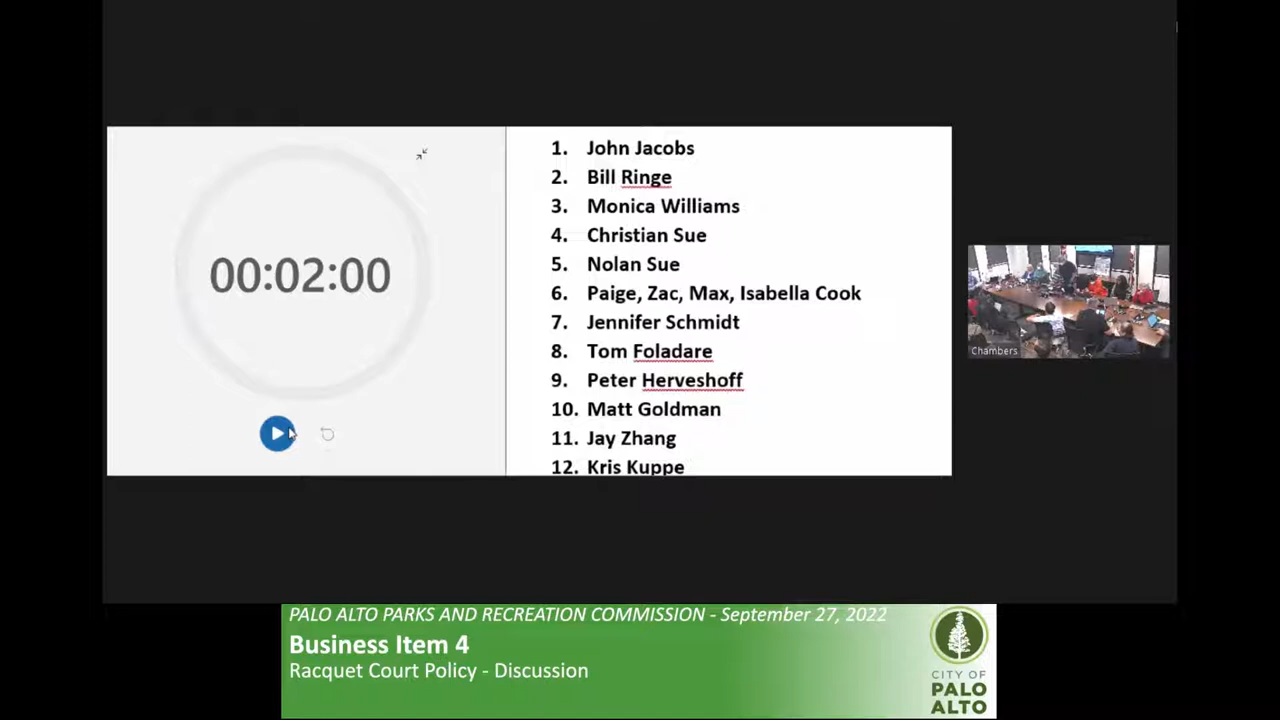 00:02:00
1. John Jacobs
2. Bill Ringe
3. Monica Williams
4. Christian Sue
5. Nolan Sue
6. Paige, Zac, Max, Isabella Cook
7. Jennifer Schmidt
8. Tom Foladare
9. Peter Herveshoff
10. Matt Goldman
11. Jay Zhang
12. Kris Kuppe
Chambers
PALO ALTO PARKS AND RECREATION COMMISSION - September 27, 2022
Business Item 4
Racquet Court Policy - Discussion
CITY OF
PALO
ALTO